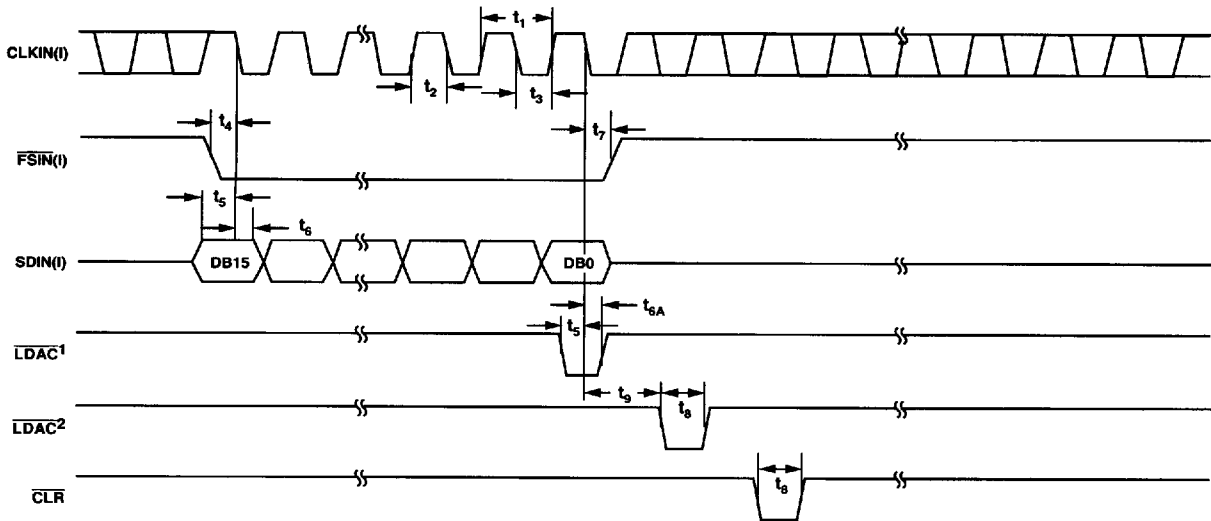 t1
CLKIN(I)
t2
t3
t4
t7
FSIN(I)
t5
t6
SDIN(I)
DB15
DB0
t6A
t5
LDAC1
t9
t8
LDAC2
CLR
t8